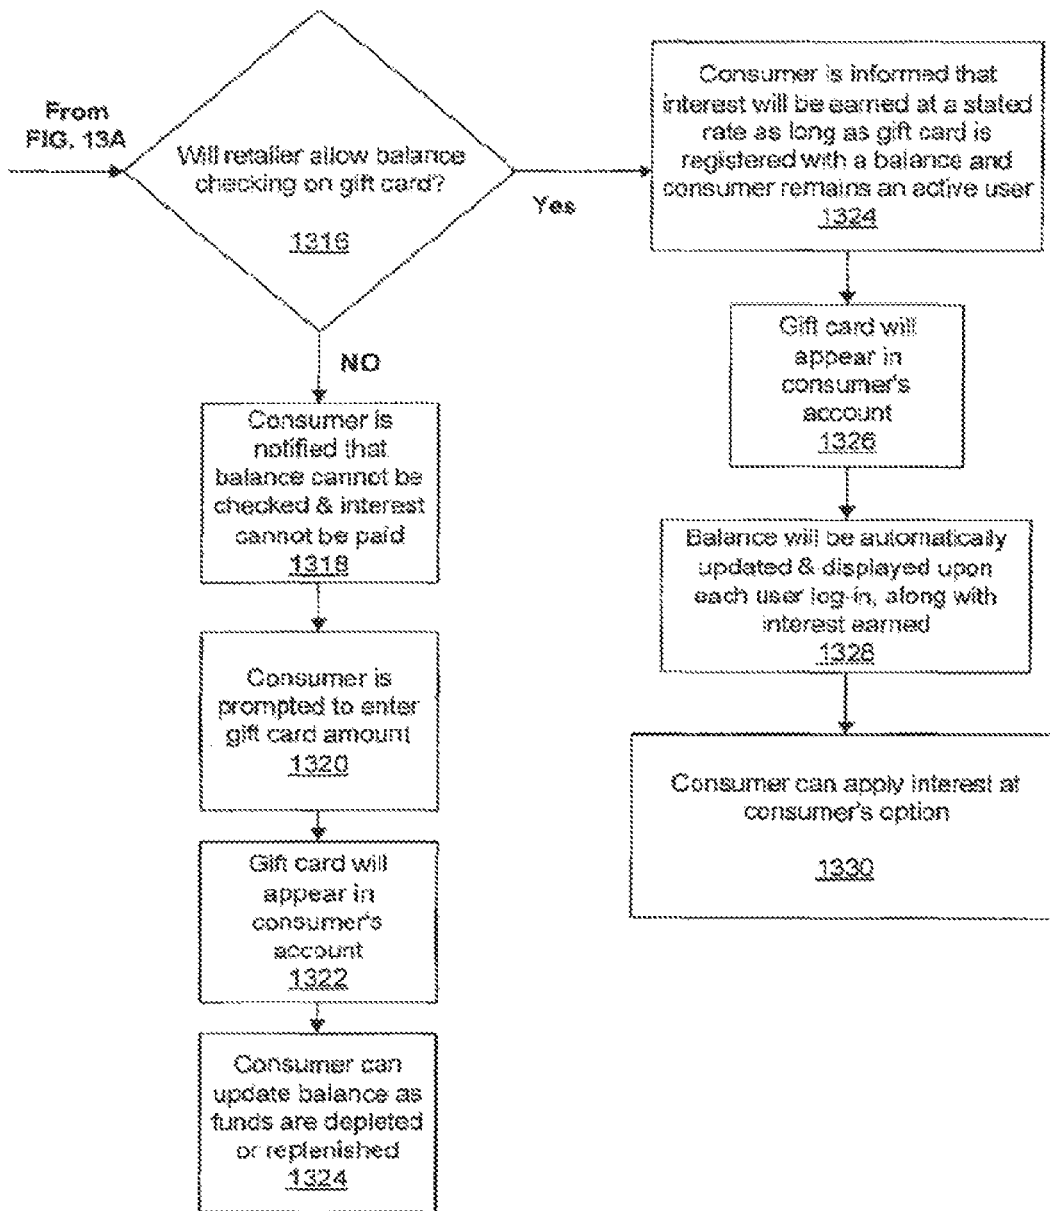 From
FIG. 13A
Will retailer allow balance
checking on gift card?
1316
Yes
NO
Consumer is
notified that
balance cannot be
checked & interest
cannot be paid
1318
Consumer is
prompted to enter
gift card amount
1320
Gift card will
appear in
consumer's
account
1322
Consumer can
update balance as
funds are depleted
or replenished
1324
Consumer is informed that
interest will be earned at a stated
rate as long as gift card is
registered with a balance and
consumer remains an active user
1324
Gift card will
appear in
consumer's
account
1326
Balance will be automatically
updated & displayed upon
each user log-in, along with
interest earned
1328
Consumer can apply interest at
consumer's option
1330